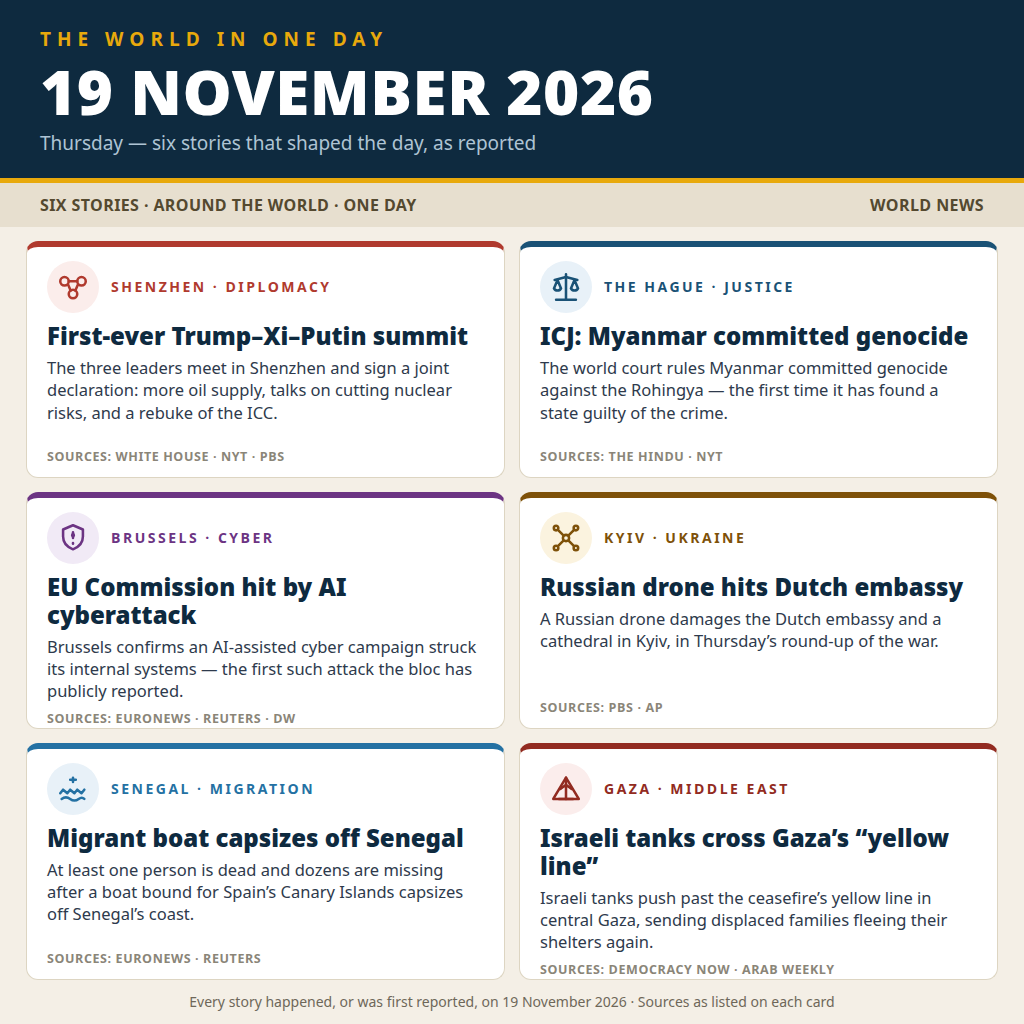 THE WORLD IN ONE DAY
19 NOVEMBER 2026
Thursday — six stories that shaped the day, as reported
SIX STORIES · AROUND THE WORLD · ONE DAY
WORLD NEWS
SHENZHEN · DIPLOMACY
First-ever Trump–Xi–Putin summit
The three leaders meet in Shenzhen and sign a joint
declaration: more oil supply, talks on cutting nuclear
risks, and a rebuke of the ICC.
SOURCES: WHITE HOUSE · NYT · PBS
THE HAGUE · JUSTICE
ICJ: Myanmar committed genocide
The world court rules Myanmar committed genocide
against the Rohingya — the first time it has found a
state guilty of the crime.
SOURCES: THE HINDU · NYT
BRUSSELS · CYBER
EU Commission hit by AI
cyberattack
Brussels confirms an AI-assisted cyber campaign struck
its internal systems — the first such attack the bloc has
publicly reported.
SOURCES: EURONEWS · REUTERS · DW
KYIV · UKRAINE
Russian drone hits Dutch embassy
A Russian drone damages the Dutch embassy and a
cathedral in Kyiv, in Thursday’s round-up of the war.
SOURCES: PBS · AP
SENEGAL · MIGRATION
Migrant boat capsizes off Senegal
At least one person is dead and dozens are missing
after a boat bound for Spain’s Canary Islands capsizes
off Senegal’s coast.
SOURCES: EURONEWS · REUTERS
GAZA · MIDDLE EAST
Israeli tanks cross Gaza’s “yellow
line”
Israeli tanks push past the ceasefire’s yellow line in
central Gaza, sending displaced families fleeing their
shelters again.
SOURCES: DEMOCRACY NOW · ARAB WEEKLY
Every story happened, or was first reported, on 19 November 2026 · Sources as listed on each card